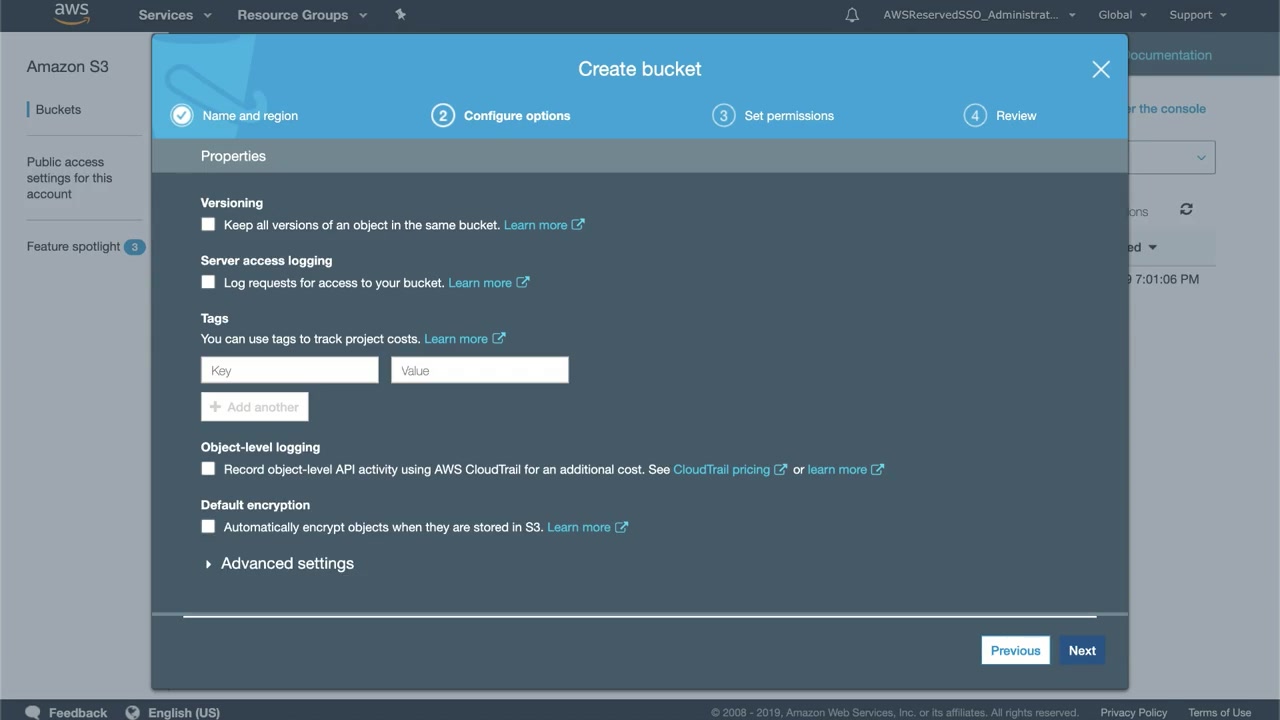 aws
Services
Resource Groups
AWSReservedSSO_Administrat...
Global
Support
Amazon S3
Buckets
Public access
settings for this
account
Feature spotlight 3
Create bucket
Name and region
2 Configure options
3 Set permissions
4 Review
Properties
Versioning
Keep all versions of an object in the same bucket. Learn more
Server access logging
Log requests for access to your bucket. Learn more
Tags
You can use tags to track project costs. Learn more
Key
Value
Add another
Object-level logging
Record object-level API activity using AWS CloudTrail for an additional cost. See CloudTrail pricing or learn more
Default encryption
Automatically encrypt objects when they are stored in S3. Learn more
Advanced settings
Previous
Next
ocumentation
er the console
ions
ed
9 7:01:06 PM
Feedback
English (US)
© 2008 - 2019, Amazon Web Services, Inc. or its affiliates. All rights reserved.
Privacy Policy
Terms of Use